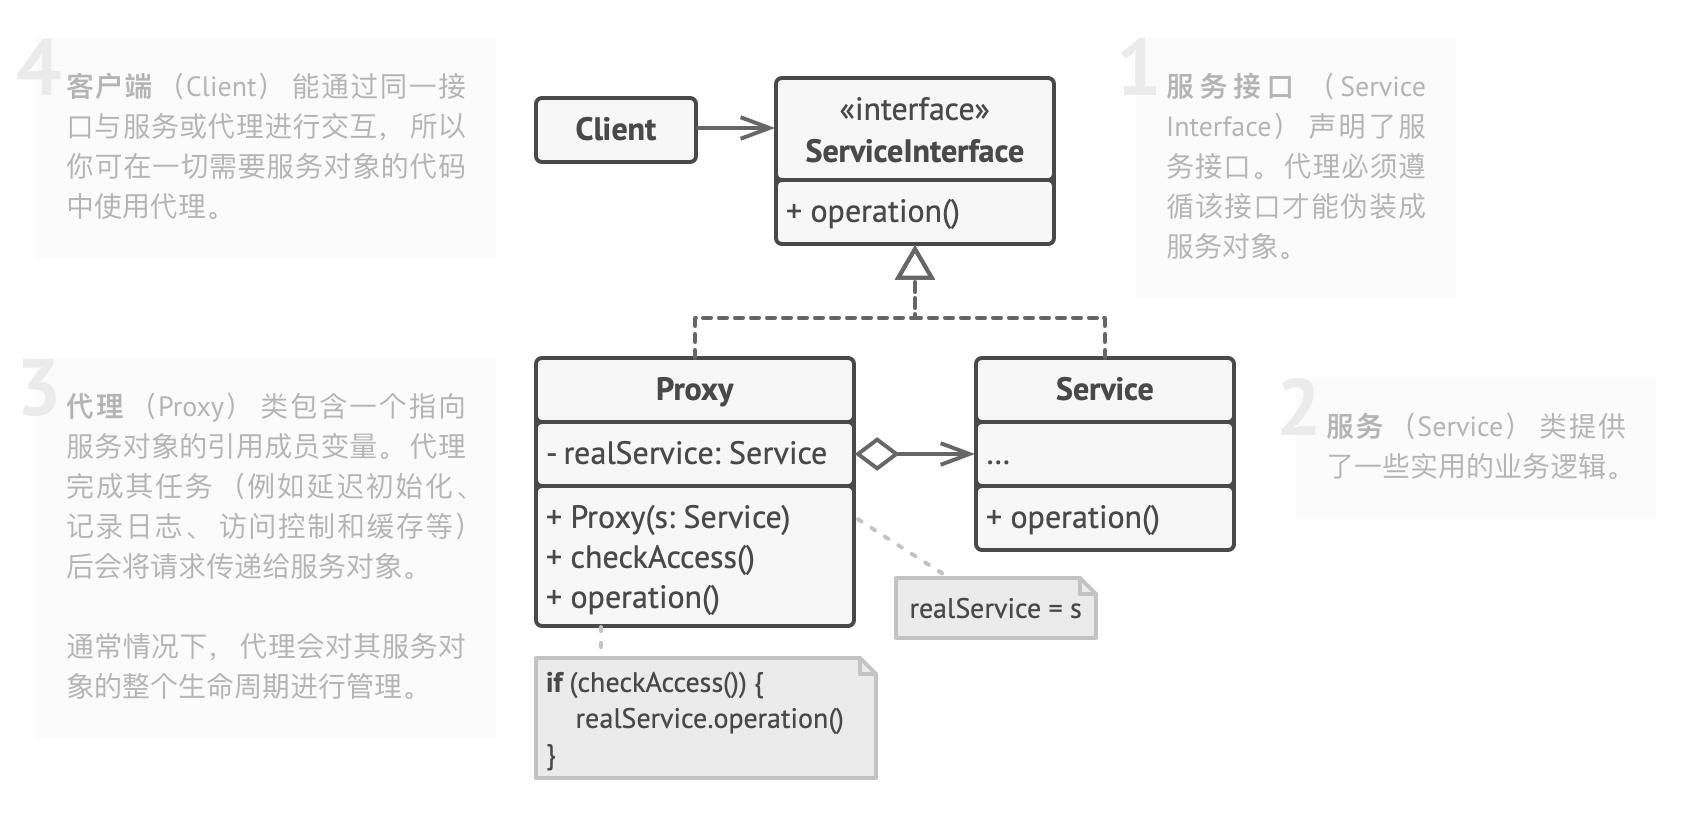 4
客户端 （Client） 能通过同一接
口与服务或代理进行交互， 所以
你可在一切需要服务对象的代码
中使用代理。
Client
«interface»
ServiceInterface
+ operation()
1
服务接口 （Service
Interface） 声明了服
务接口。代理必须遵
循该接口才能伪装成
服务对象。
3
代理 （Proxy） 类包含一个指向
服务对象的引用成员变量。代理
完成其任务 （例如延迟初始化、
记录日志、 访问控制和缓存等）
后会将请求传递给服务对象。
通常情况下， 代理会对其服务对
象的整个生命周期进行管理。
Proxy
- realService: Service
+ Proxy(s: Service)
+ checkAccess()
+ operation()
Service
...
+ operation()
2
服务 （Service） 类提供
了一些实用的业务逻辑。
realService = s
if (checkAccess()) {
realService.operation()
}